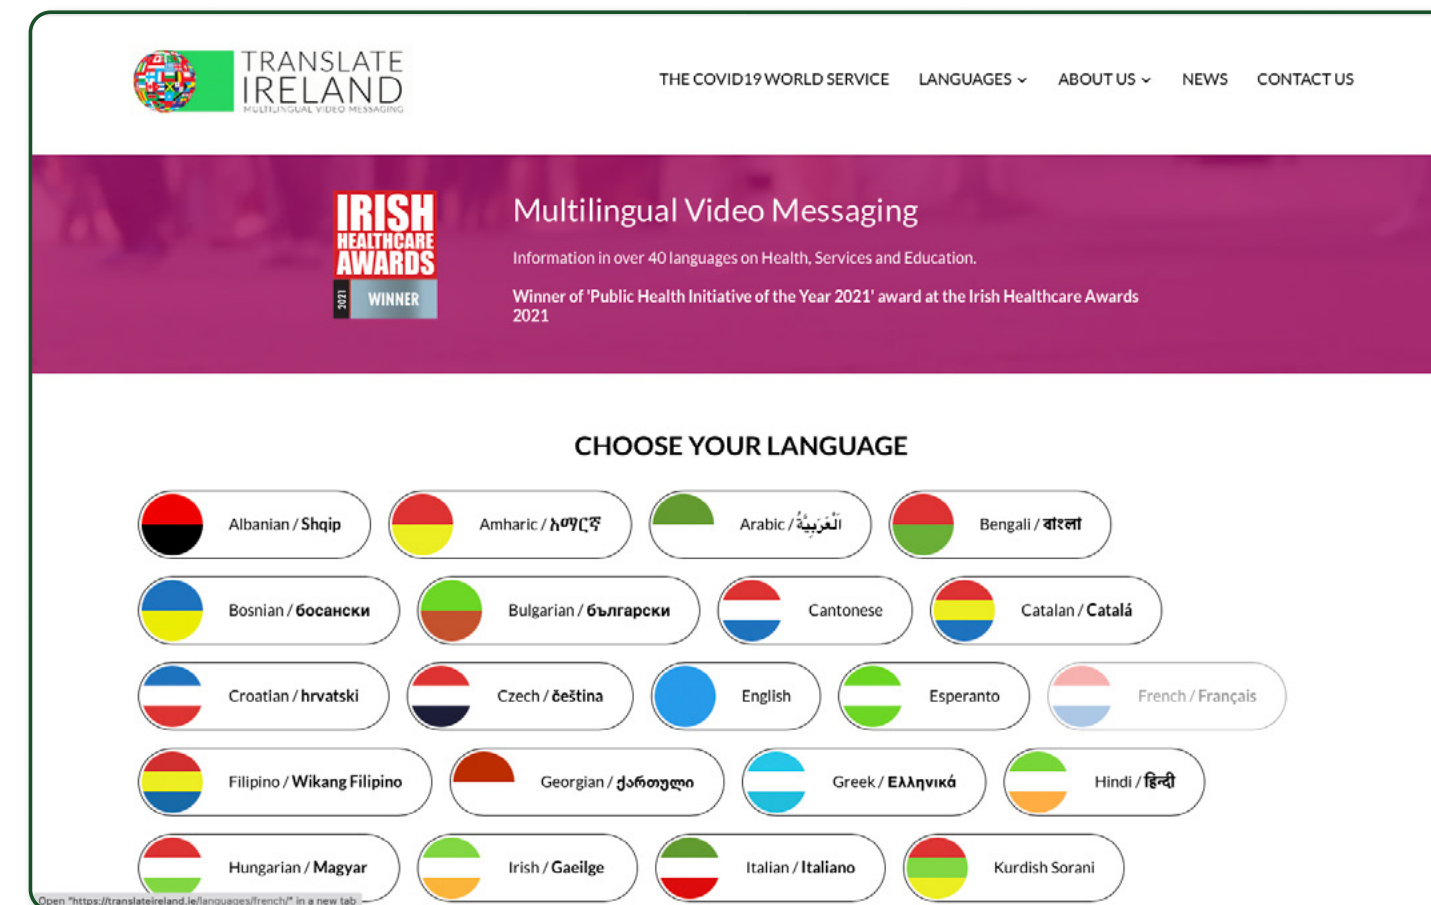 TRANSLATE
IRELAND
MULTILINGUAL VIDEO MESSAGING
THE COVID19 WORLD SERVICE LANGUAGES ABOUT US NEWS CONTACT US
IRISH
HEALTHCARE
AWARDS
2021 WINNER
Multilingual Video Messaging
Information in over 40 languages on Health, Services and Education.
Winner of 'Public Health Initiative of the Year 2021' award at the Irish Healthcare Awards
2021
CHOOSE YOUR LANGUAGE
Albanian / Shqip
Amharic / አማርኛ
Arabic / اَلْعَرَبِيَّةُ
Bengali / বাংলা
Bosnian / босански
Bulgarian / български
Cantonese
Catalan / Catalá
Croatian / hrvatski
Czech / čeština
English
Esperanto
French / Français
Filipino / Wikang Filipino
Georgian / ქართული
Greek / Ελληνικά
Hindi / हिन्दी
Hungarian / Magyar
Irish / Gaeilge
Italian / Italiano
Kurdish Sorani
Open "https://translateireland.ie/languages/french/" in a new tab